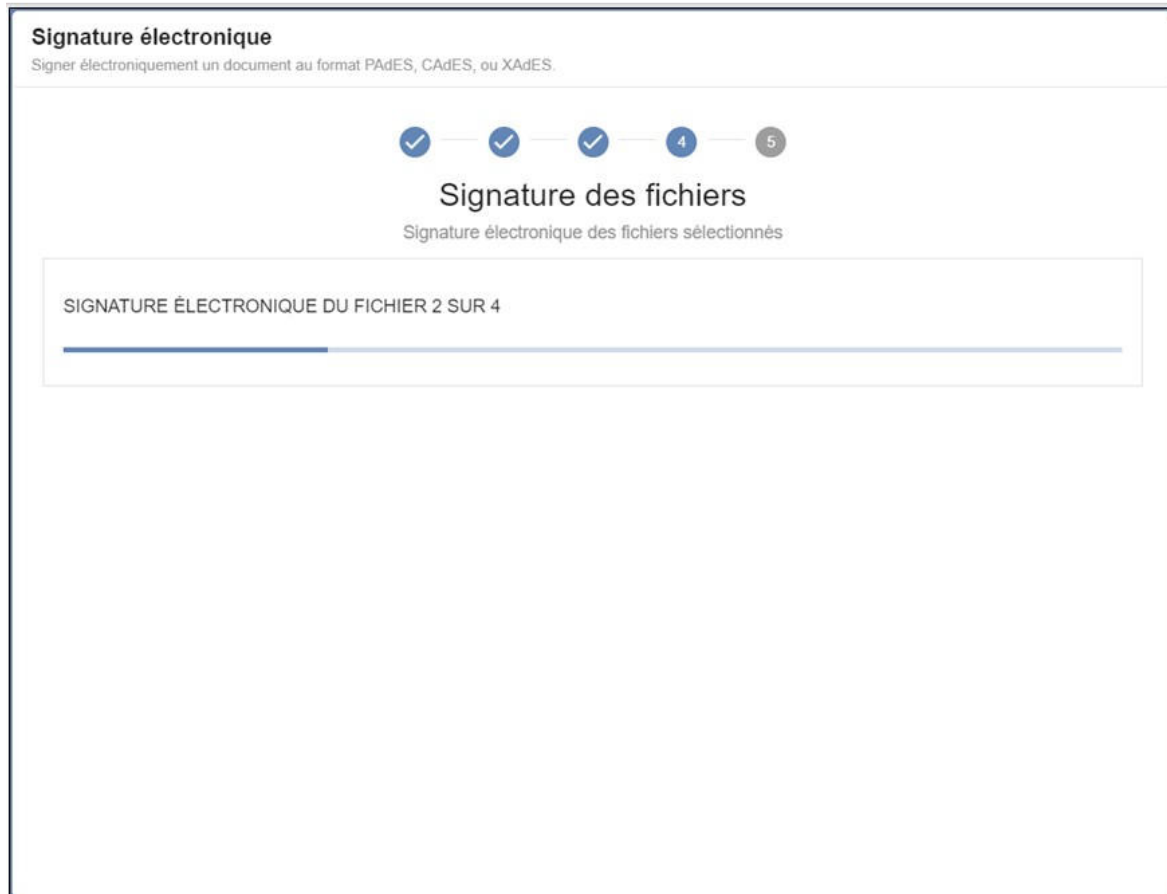 Signature électronique
Signer électroniquement un document au format PAdES, CAdES, ou XAdES.
4 5
Signature des fichiers
Signature électronique des fichiers sélectionnés
SIGNATURE ÉLECTRONIQUE DU FICHIER 2 SUR 4